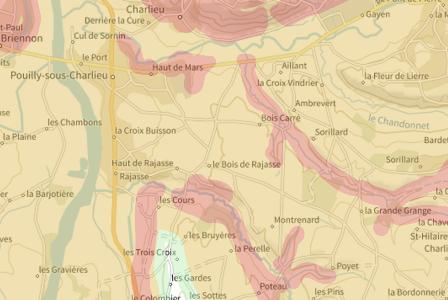 Charlieu
Derrière la Cure
Gayen
St-Paul
Briennon
Cul de Sornin
le Port
Haut de Mars
Aillant
Pouilly-sous-Charlieu
la Croix Vindrier
la Fleur de Lierre
Ambrevert
les Chambons
Bois Carré
le Chandonnet
la Plaine
la Croix Buisson
Sorillard
Haut de Rajasse
le Bois de Rajasse
Sorillard
Rajasse
la Barjotière
les Cours
la Grande Grange
Montrenard
les Bruyères
St-Hilaire
les Trois Croix
la Perelle
les Gravières
Poyet
les Gardes
Poteau
les Sottes
les Pins
la Bordonnerie
le Colombier